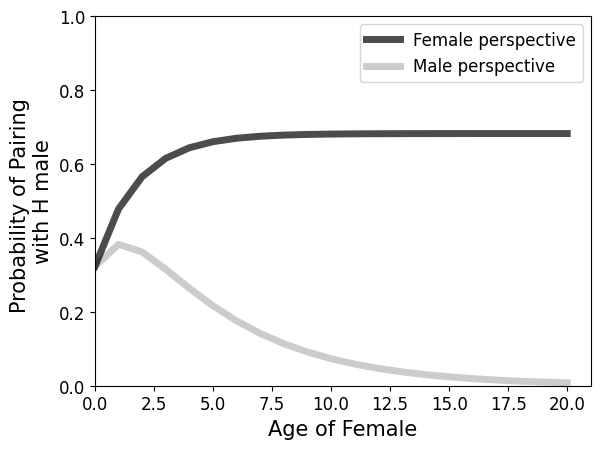 Female perspective
Male perspective
Probability of Pairing
with H male
1.0
0.8
0.6
0.4
0.2
0.0
0.0 2.5 5.0 7.5 10.0 12.5 15.0 17.5 20.0
Age of Female